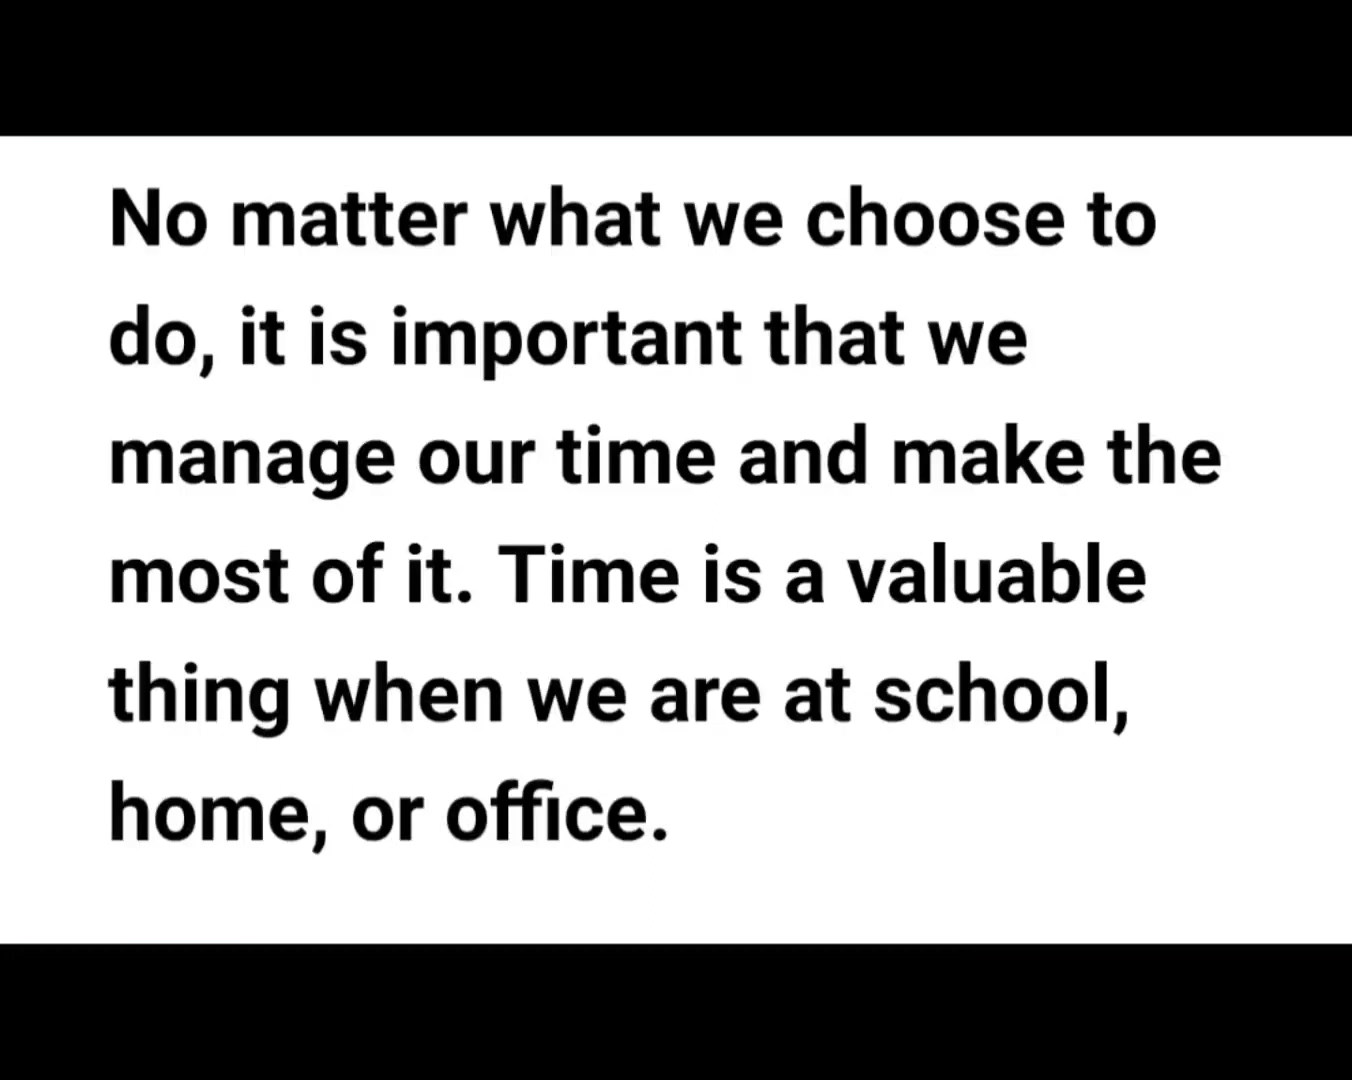 No matter what we choose to
do, it is important that we
manage our time and make the
most of it. Time is a valuable
thing when we are at school,
home, or office.